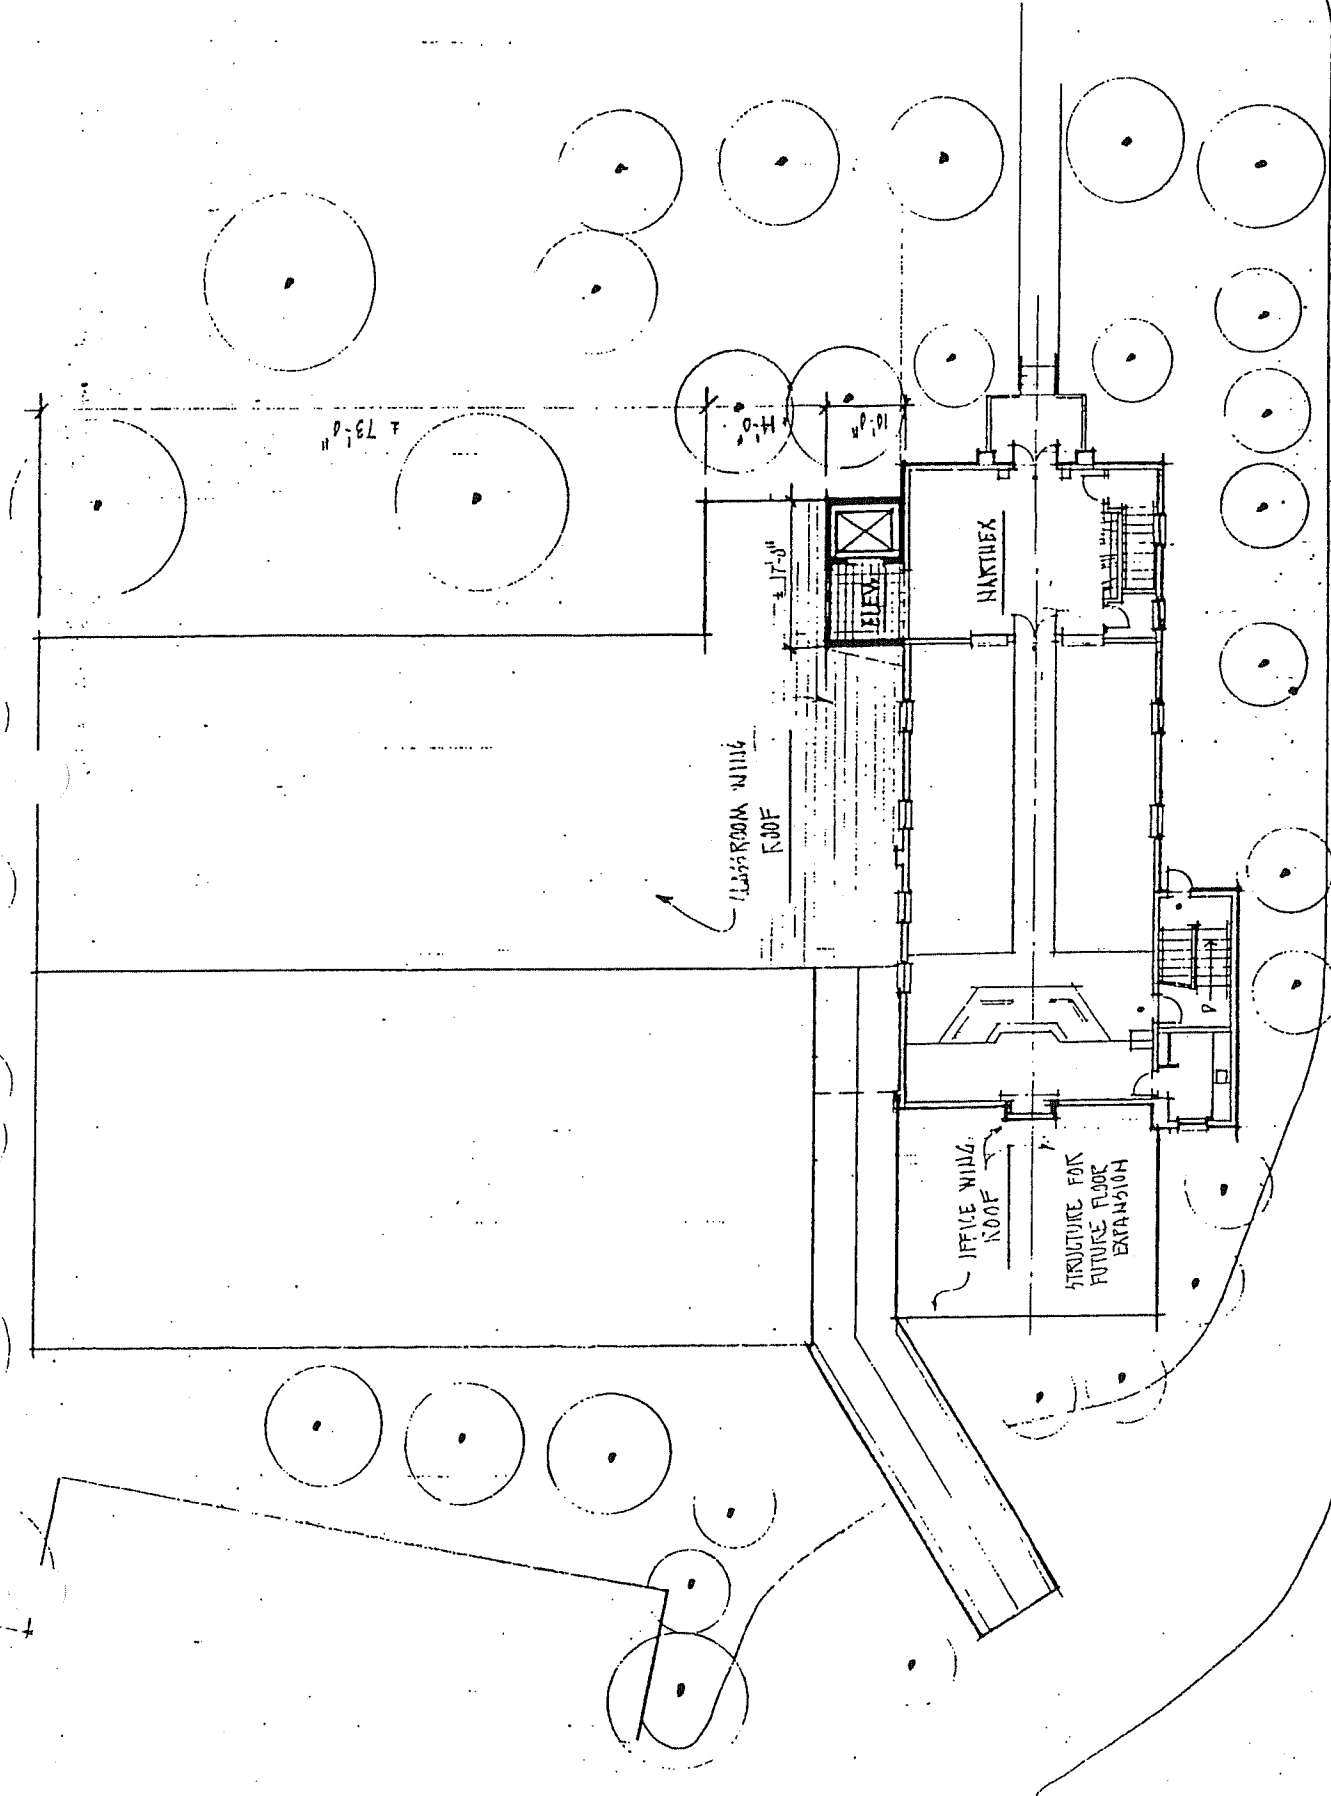 ± 73'-0"
14'-0"
10'-0"
± 17'-0"
ELEV.
NARTHEX
CLASSROOM WING
ROOF
OFFICE WING
ROOF
STRUCTURE FOR
FUTURE FLOOR
EXPANSION
D